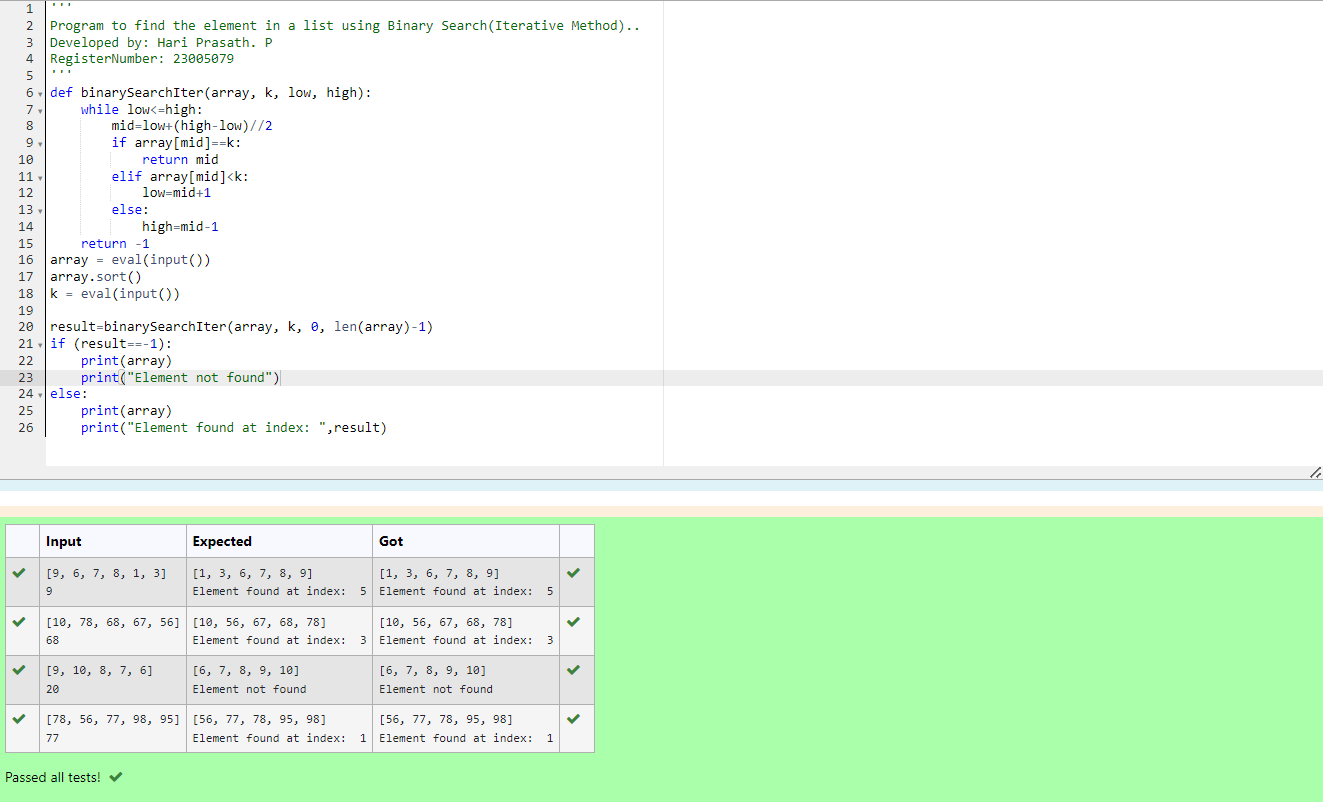 1 '''
2 Program to find the element in a list using Binary Search(Iterative Method)..
3 Developed by: Hari Prasath. P
4 RegisterNumber: 23005079
5 '''
6 def binarySearchIter(array, k, low, high):
7     while low<=high:
8         mid=low+(high-low)//2
9         if array[mid]==k:
10             return mid
11         elif array[mid]<k:
12             low=mid+1
13         else:
14             high=mid-1
15     return -1
16 array = eval(input())
17 array.sort()
18 k = eval(input())
19
20 result=binarySearchIter(array, k, 0, len(array)-1)
21 if (result==-1):
22     print(array)
23     print("Element not found")
24 else:
25     print(array)
26     print("Element found at index: ",result)
Input Expected Got
[9, 6, 7, 8, 1, 3] [1, 3, 6, 7, 8, 9] [1, 3, 6, 7, 8, 9]
9 Element found at index:  5 Element found at index:  5
[10, 78, 68, 67, 56] [10, 56, 67, 68, 78] [10, 56, 67, 68, 78]
68 Element found at index:  3 Element found at index:  3
[9, 10, 8, 7, 6] [6, 7, 8, 9, 10] [6, 7, 8, 9, 10]
20 Element not found Element not found
[78, 56, 77, 98, 95] [56, 77, 78, 95, 98] [56, 77, 78, 95, 98]
77 Element found at index:  1 Element found at index:  1
Passed all tests!